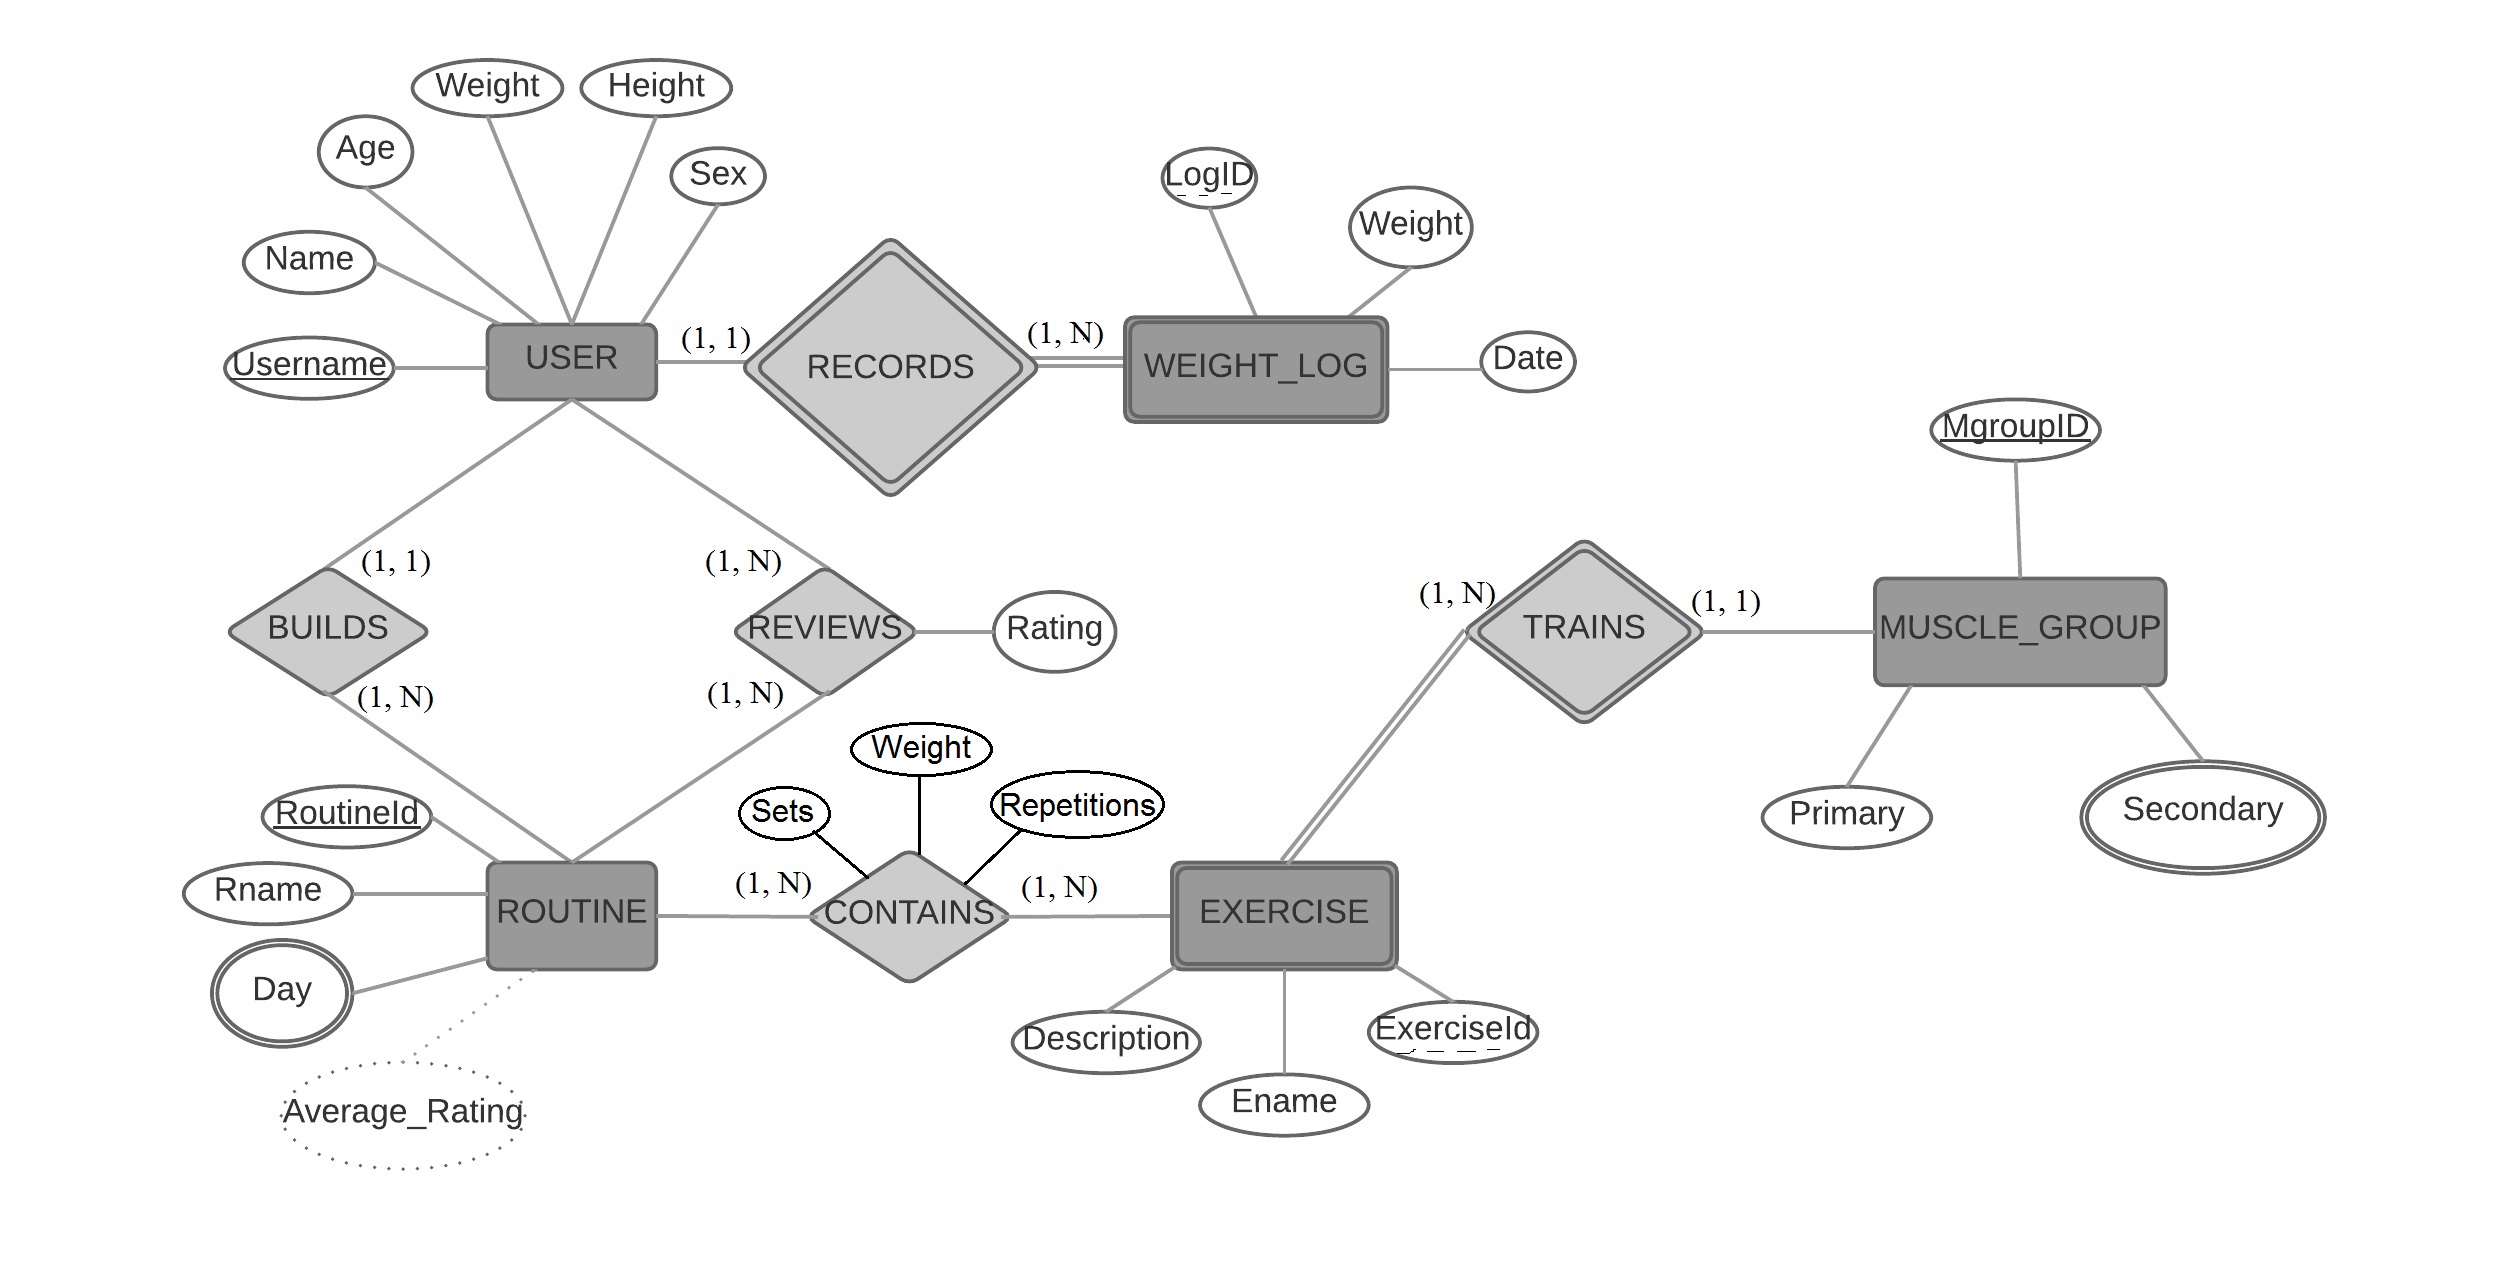 Weight
Height
Age
Sex
Name
Username
USER
(1, 1)
RECORDS
(1, N)
WEIGHT_LOG
LogID
Weight
Date
MgroupID
(1, 1)
BUILDS
(1, N)
(1, N)
REVIEWS
(1, N)
Rating
(1, N)
TRAINS
(1, 1)
MUSCLE_GROUP
Primary
Secondary
RoutineId
Rname
Day
ROUTINE
Average_Rating
Weight
Sets
Repetitions
(1, N)
CONTAINS
(1, N)
EXERCISE
Description
Ename
ExerciseId